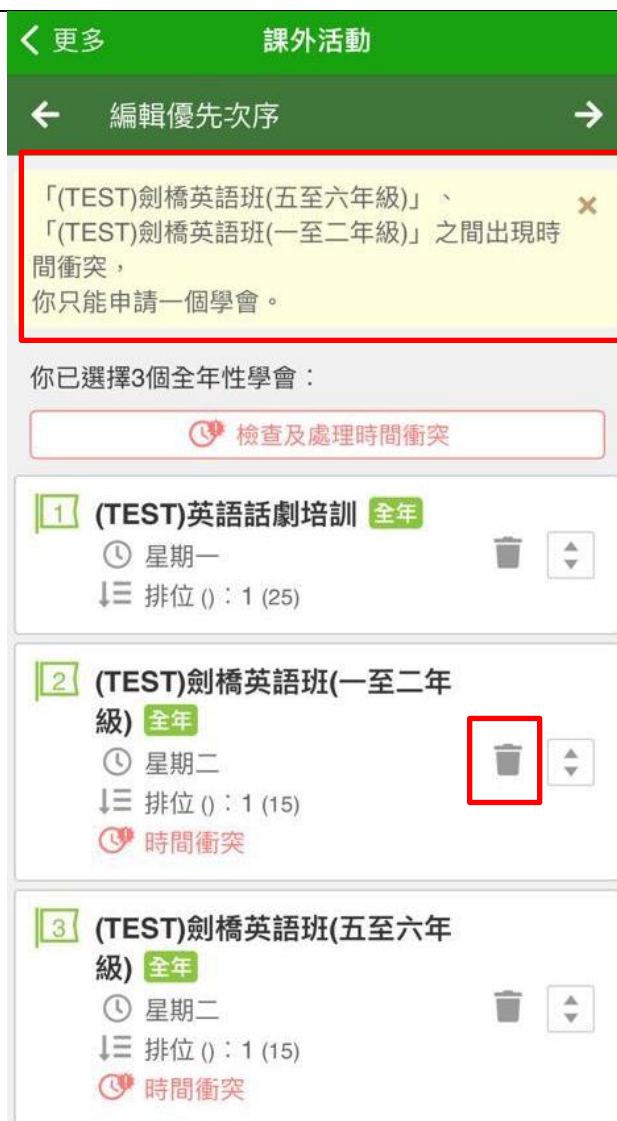 更多 課外活動
編輯優先次序
「(TEST)劍橋英語班(五至六年級)」、
「(TEST)劍橋英語班(一至二年級)」之間出現時
間衝突，
你只能申請一個學會。
你已選擇3個全年性學會：
檢查及處理時間衝突
1 (TEST)英語話劇培訓 全年
星期一
排位 ()：1 (25)
2 (TEST)劍橋英語班(一至二年
級) 全年
星期二
排位 ()：1 (15)
時間衝突
3 (TEST)劍橋英語班(五至六年
級) 全年
星期二
排位 ()：1 (15)
時間衝突